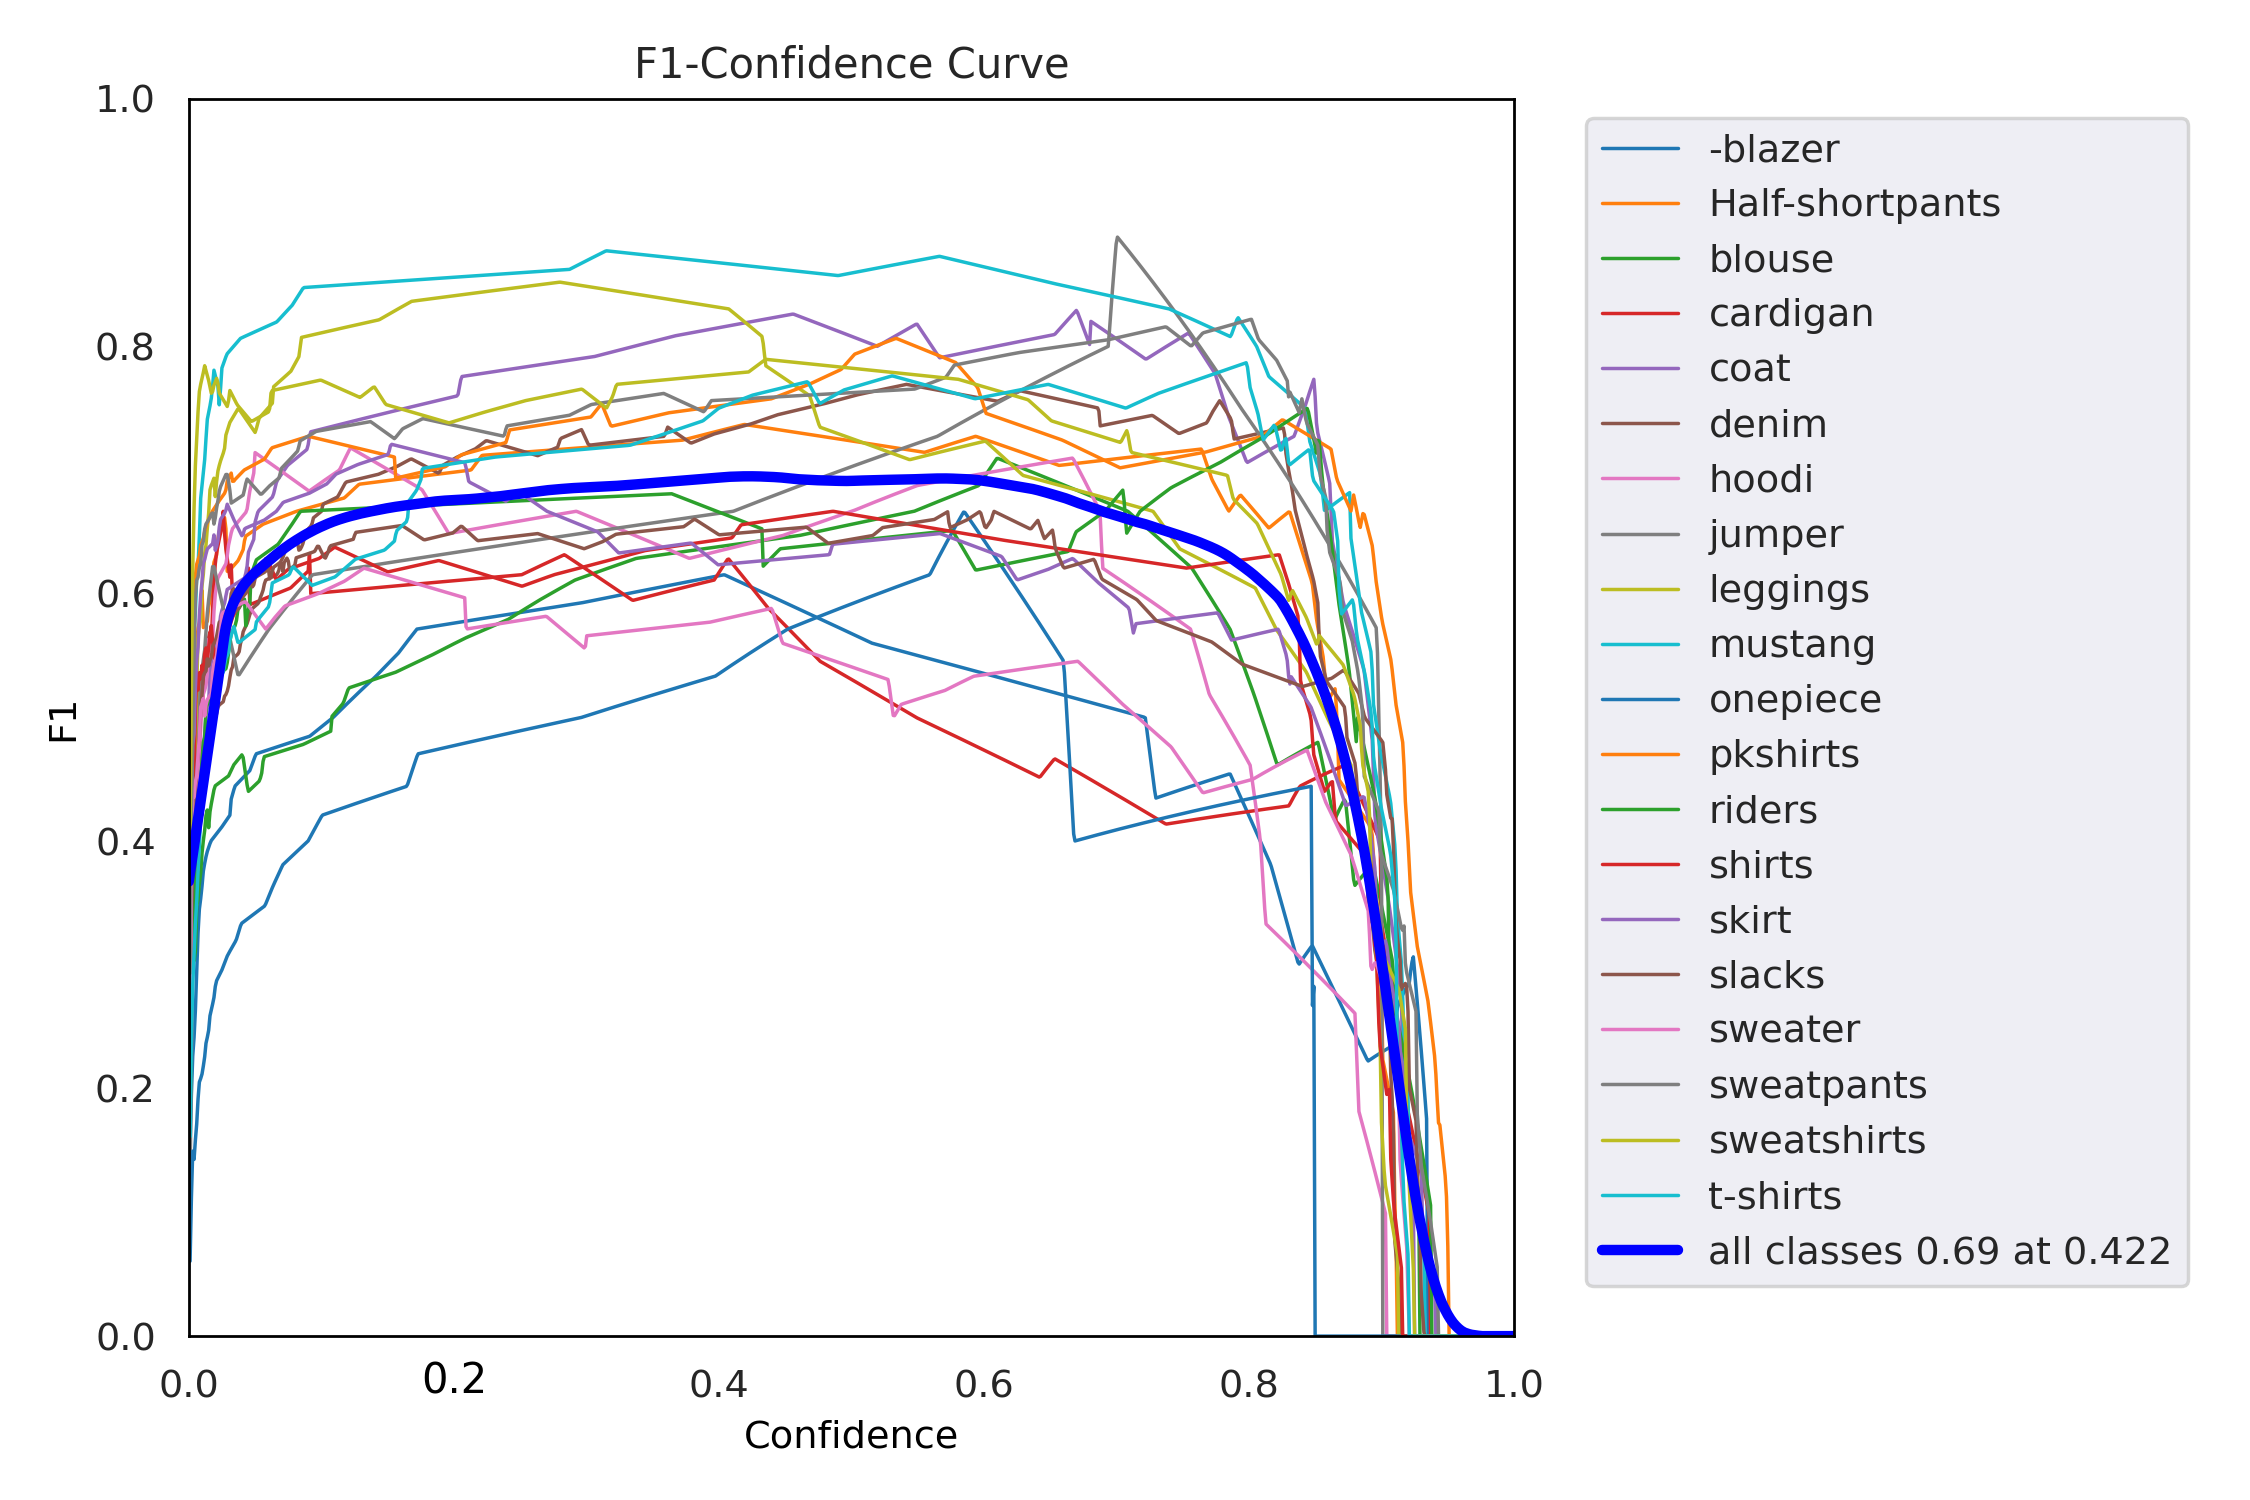 F1-Confidence Curve
1.0
0.8
0.6
0.4
0.2
0.0
F1
0.0 0.2 0.4 0.6 0.8 1.0
Confidence
-blazer
Half-shortpants
blouse
cardigan
coat
denim
hoodi
jumper
leggings
mustang
onepiece
pkshirts
riders
shirts
skirt
slacks
sweater
sweatpants
sweatshirts
t-shirts
all classes 0.69 at 0.422